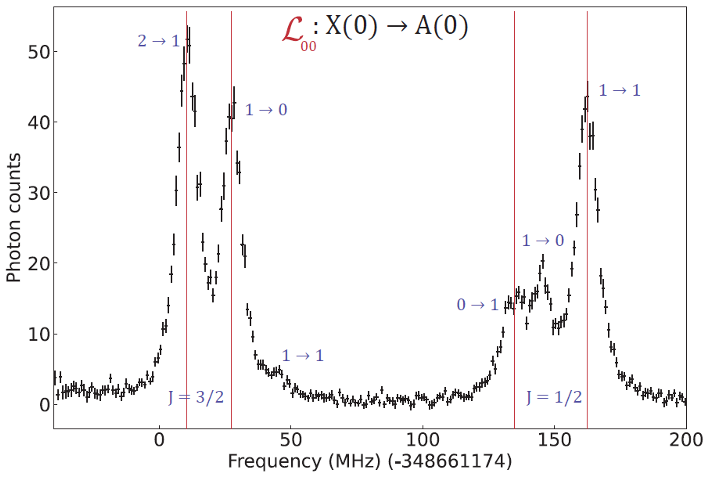 ℒ₀₀: X(0) → A(0)
2 → 1
1 → 0
1 → 1
0 → 1
1 → 0
1 → 1
J = 3/2
J = 1/2
Photon counts
0
10
20
30
40
50
0
50
100
150
200
Frequency (MHz) (-348661174)